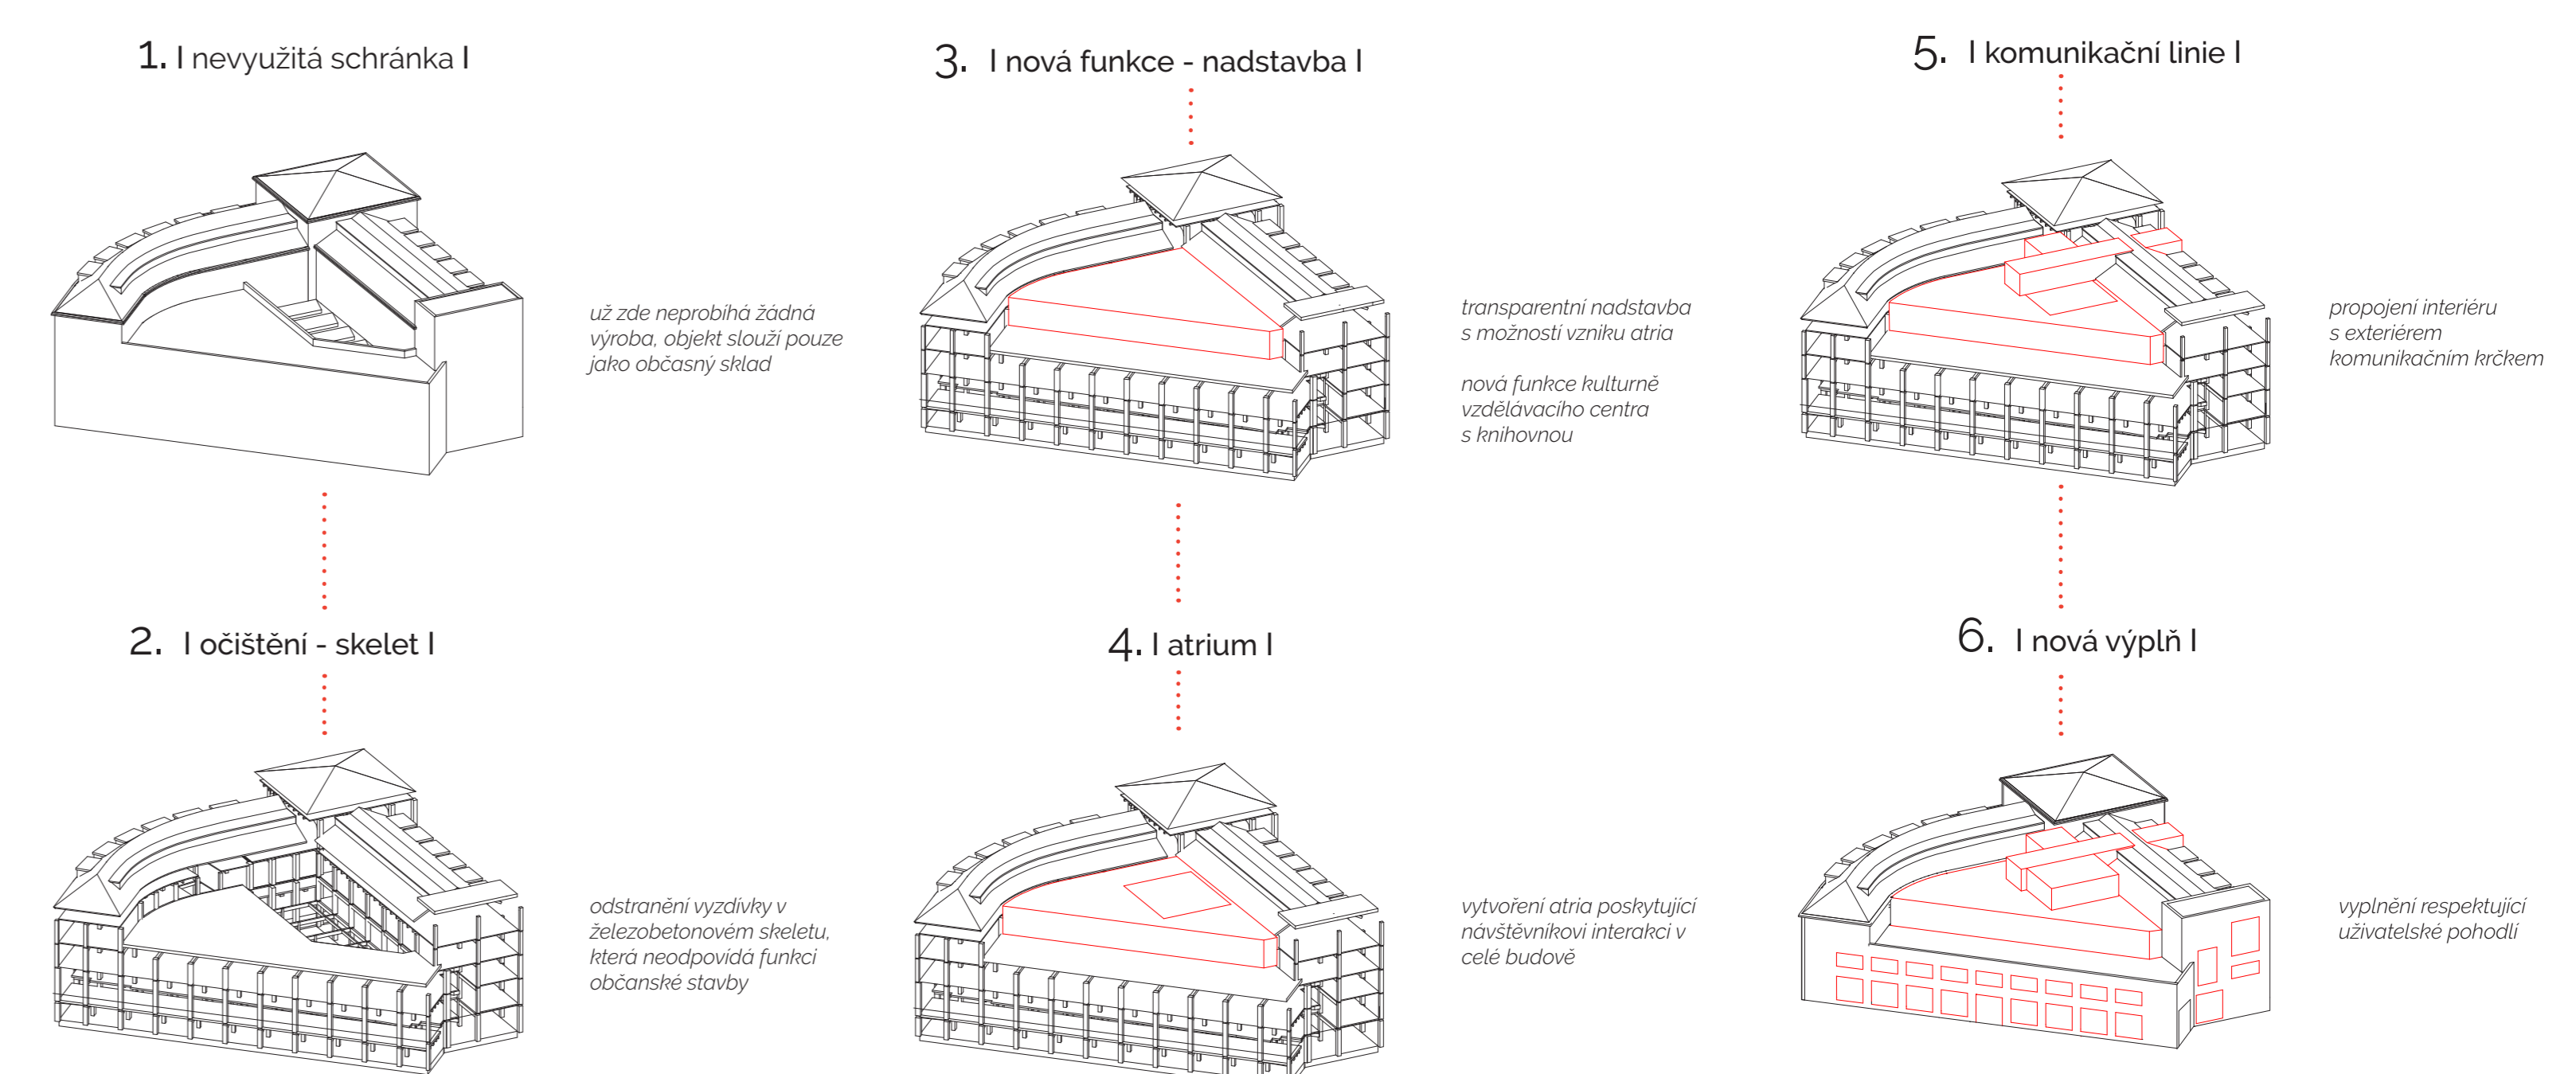 1. I nevyužitá schránka I
už zde neprobíhá žádná
výroba, objekt slouží pouze
jako občasný sklad
2. I očištění - skelet I
odstranění vyzdívky v
železobetonovém skeletu,
která neodpovídá funkci
občanské stavby
3. I nová funkce - nadstavba I
transparentní nadstavba
s možností vzniku atria
nová funkce kulturně
vzdělávacího centra
s knihovnou
4. I atrium I
vytvoření atria poskytující
návštěvníkovi interakci v
celé budově
5. I komunikační linie I
propojení interiéru
s exteriérem
komunikačním krčkem
6. I nová výplň I
vyplnění respektující
uživatelské pohodlí